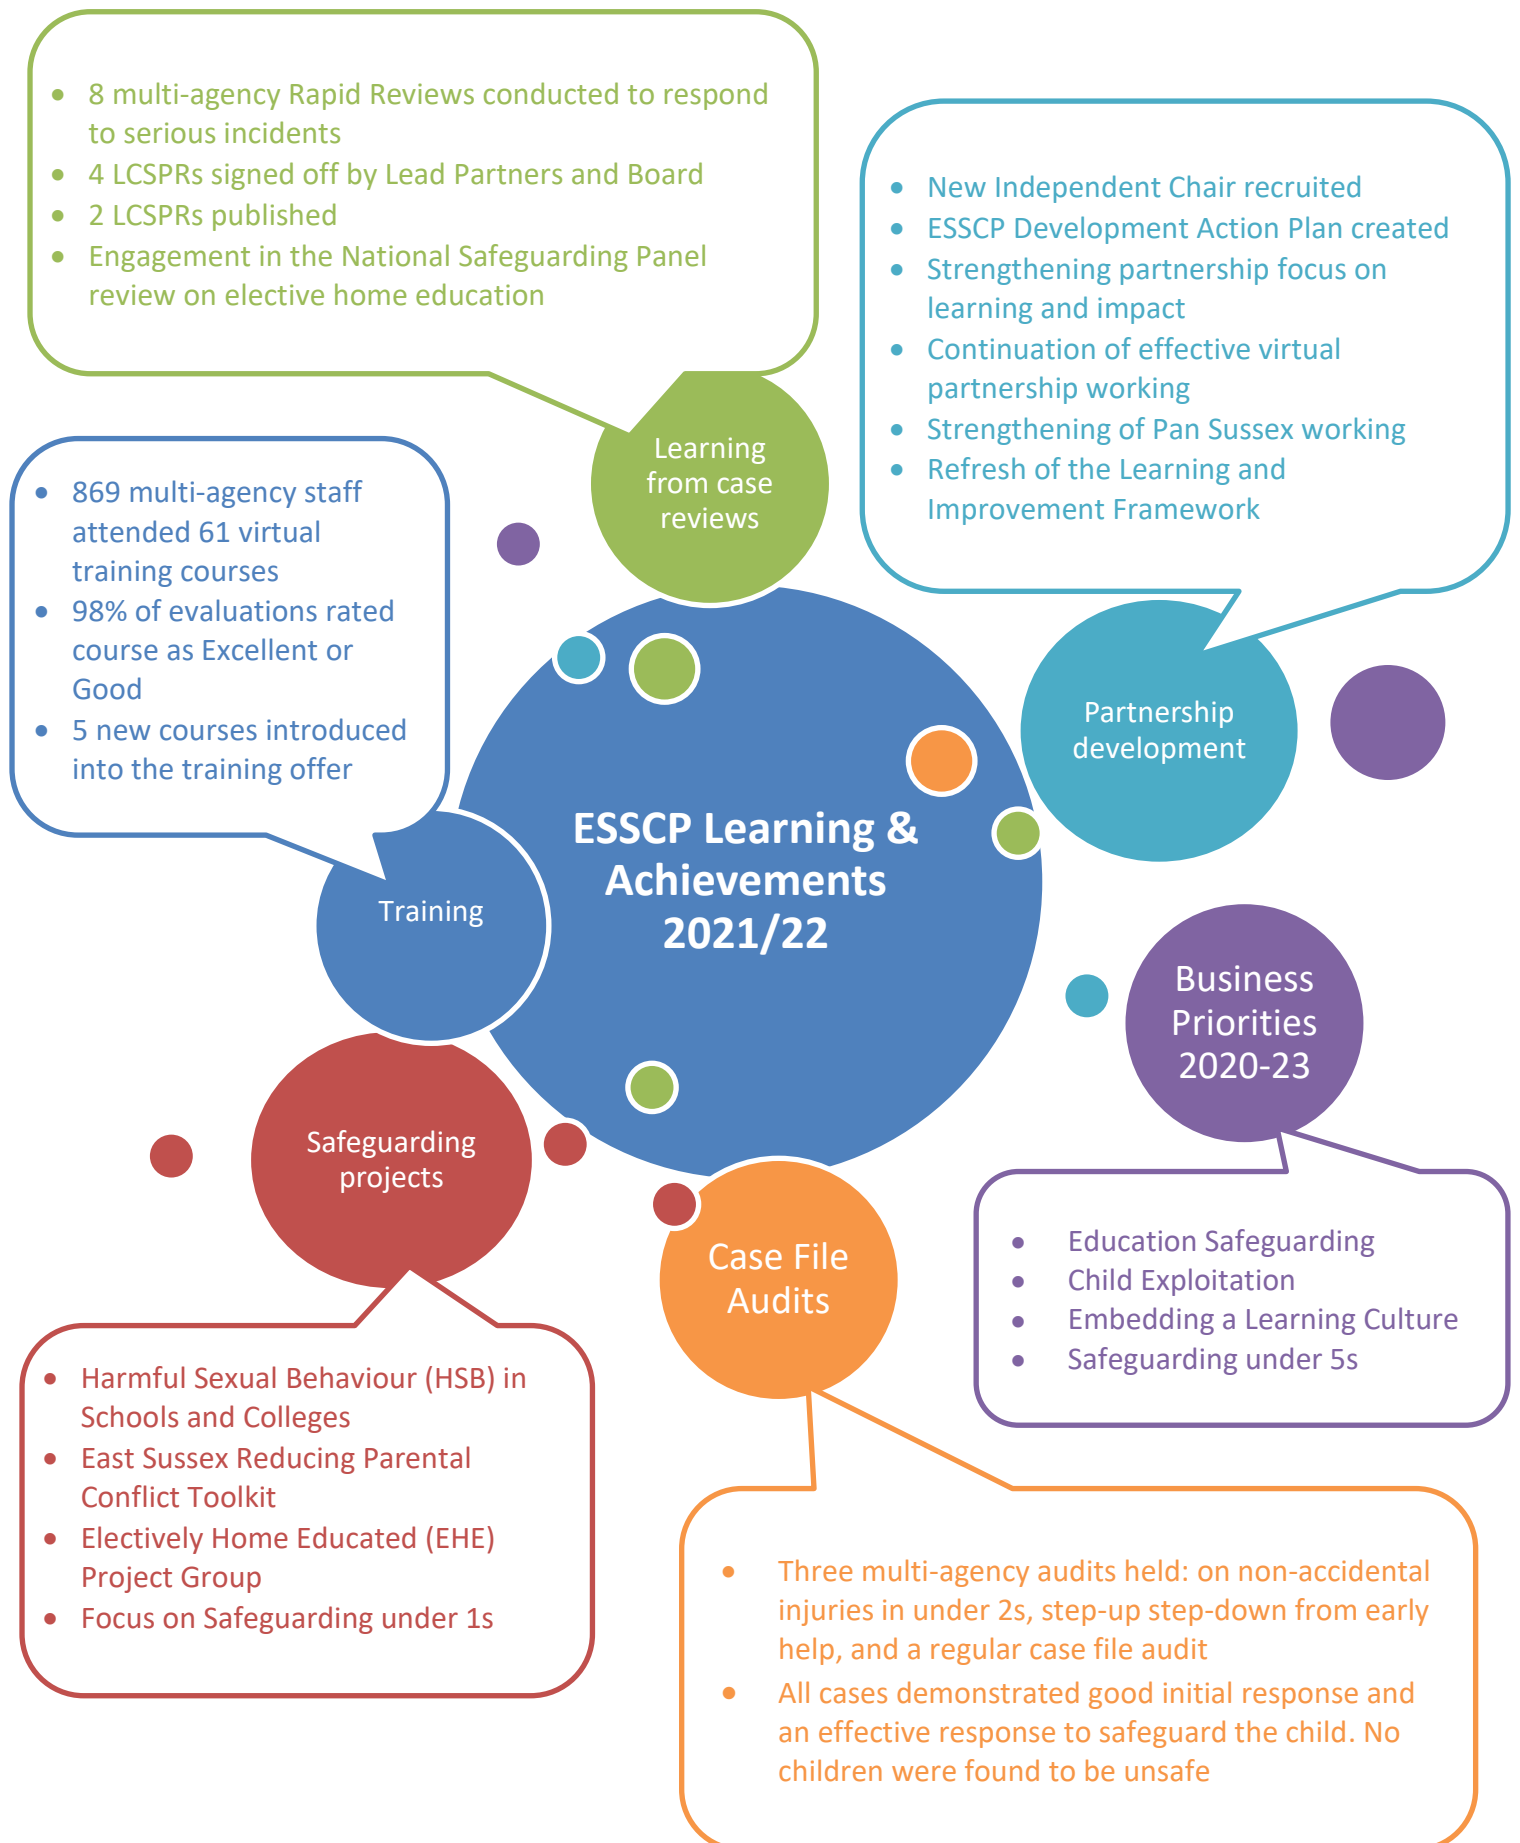 • 8 multi-agency Rapid Reviews conducted to respond
to serious incidents
• 4 LCSPRs signed off by Lead Partners and Board
• 2 LCSPRs published
• Engagement in the National Safeguarding Panel
review on elective home education
• New Independent Chair recruited
• ESSCP Development Action Plan created
• Strengthening partnership focus on
learning and impact
• Continuation of effective virtual
partnership working
• Strengthening of Pan Sussex working
• Refresh of the Learning and
Improvement Framework
Learning
from case
reviews
• 869 multi-agency staff
attended 61 virtual
training courses
• 98% of evaluations rated
course as Excellent or
Good
• 5 new courses introduced
into the training offer
Partnership
development
ESSCP Learning &
Achievements
2021/22
Training
Business
Priorities
2020-23
Safeguarding
projects
Case File
Audits
• Education Safeguarding
• Child Exploitation
• Embedding a Learning Culture
• Safeguarding under 5s
• Harmful Sexual Behaviour (HSB) in
Schools and Colleges
• East Sussex Reducing Parental
Conflict Toolkit
• Electively Home Educated (EHE)
Project Group
• Focus on Safeguarding under 1s
• Three multi-agency audits held: on non-accidental
injuries in under 2s, step-up step-down from early
help, and a regular case file audit
• All cases demonstrated good initial response and
an effective response to safeguard the child. No
children were found to be unsafe